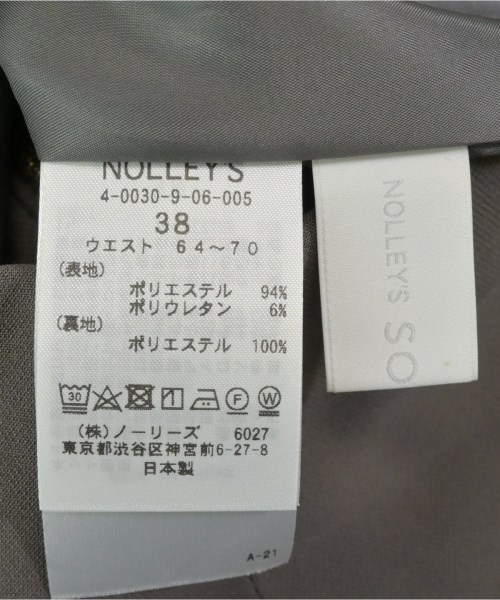 NOLLEY'S
4-0030-9-06-005
38
ウエスト 64～70
(表地)
ポリエステル 94%
ポリウレタン 6%
(裏地)
ポリエステル 100%
30 F W
(株)ノーリーズ 6027
東京都渋谷区神宮前6-27-8
日本製
A-21
NOLLEY'S SO